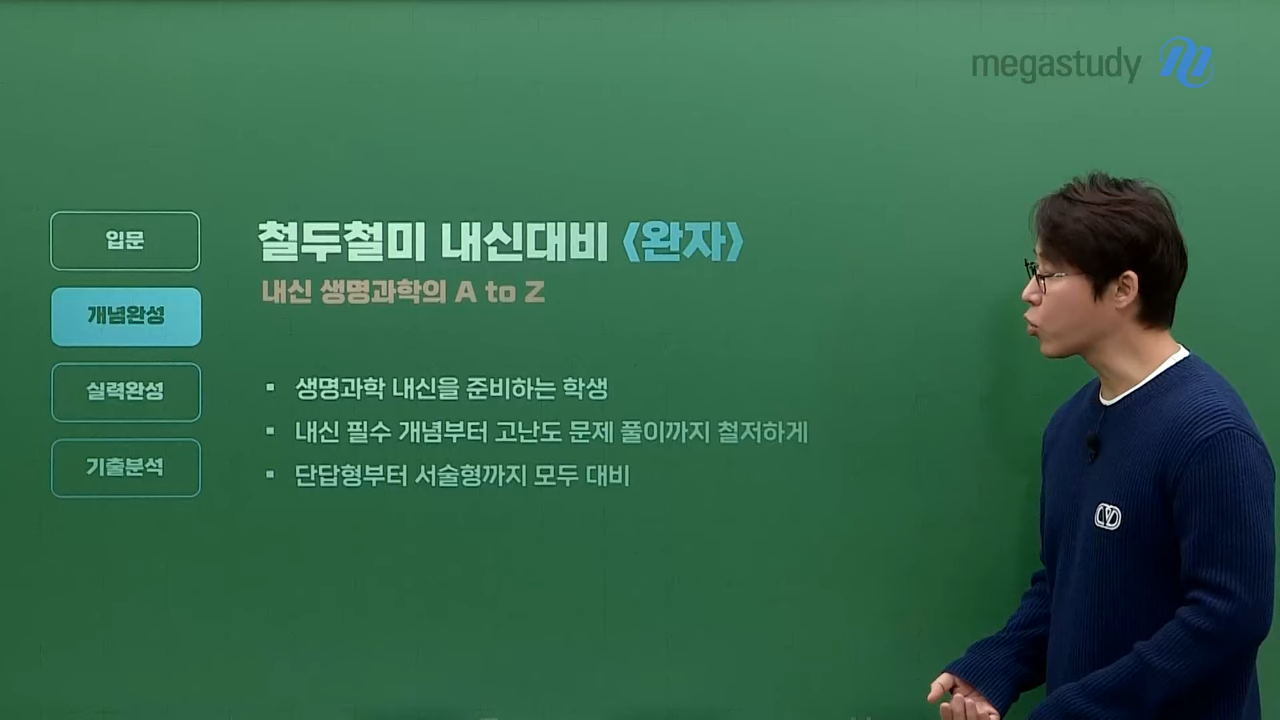 megastudy
입문
개념완성
실력완성
기출분석
철두철미 내신대비 <완자>
내신 생명과학의 A to Z
▪ 생명과학 내신을 준비하는 학생
▪ 내신 필수 개념부터 고난도 문제 풀이까지 철저하게
▪ 단답형부터 서술형까지 모두 대비